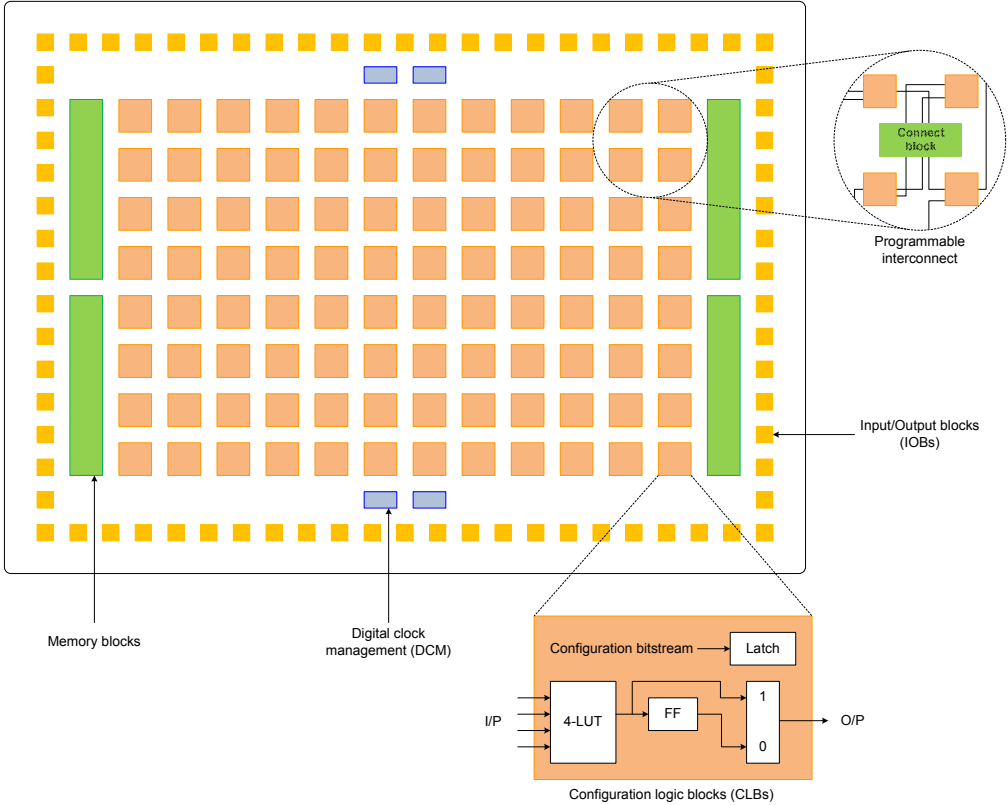 Connect
block
Programmable
interconnect
Input/Output blocks
(IOBs)
Memory blocks
Digital clock
management (DCM)
Configuration bitstream
Latch
I/P
4-LUT
FF
1
0
O/P
Configuration logic blocks (CLBs)